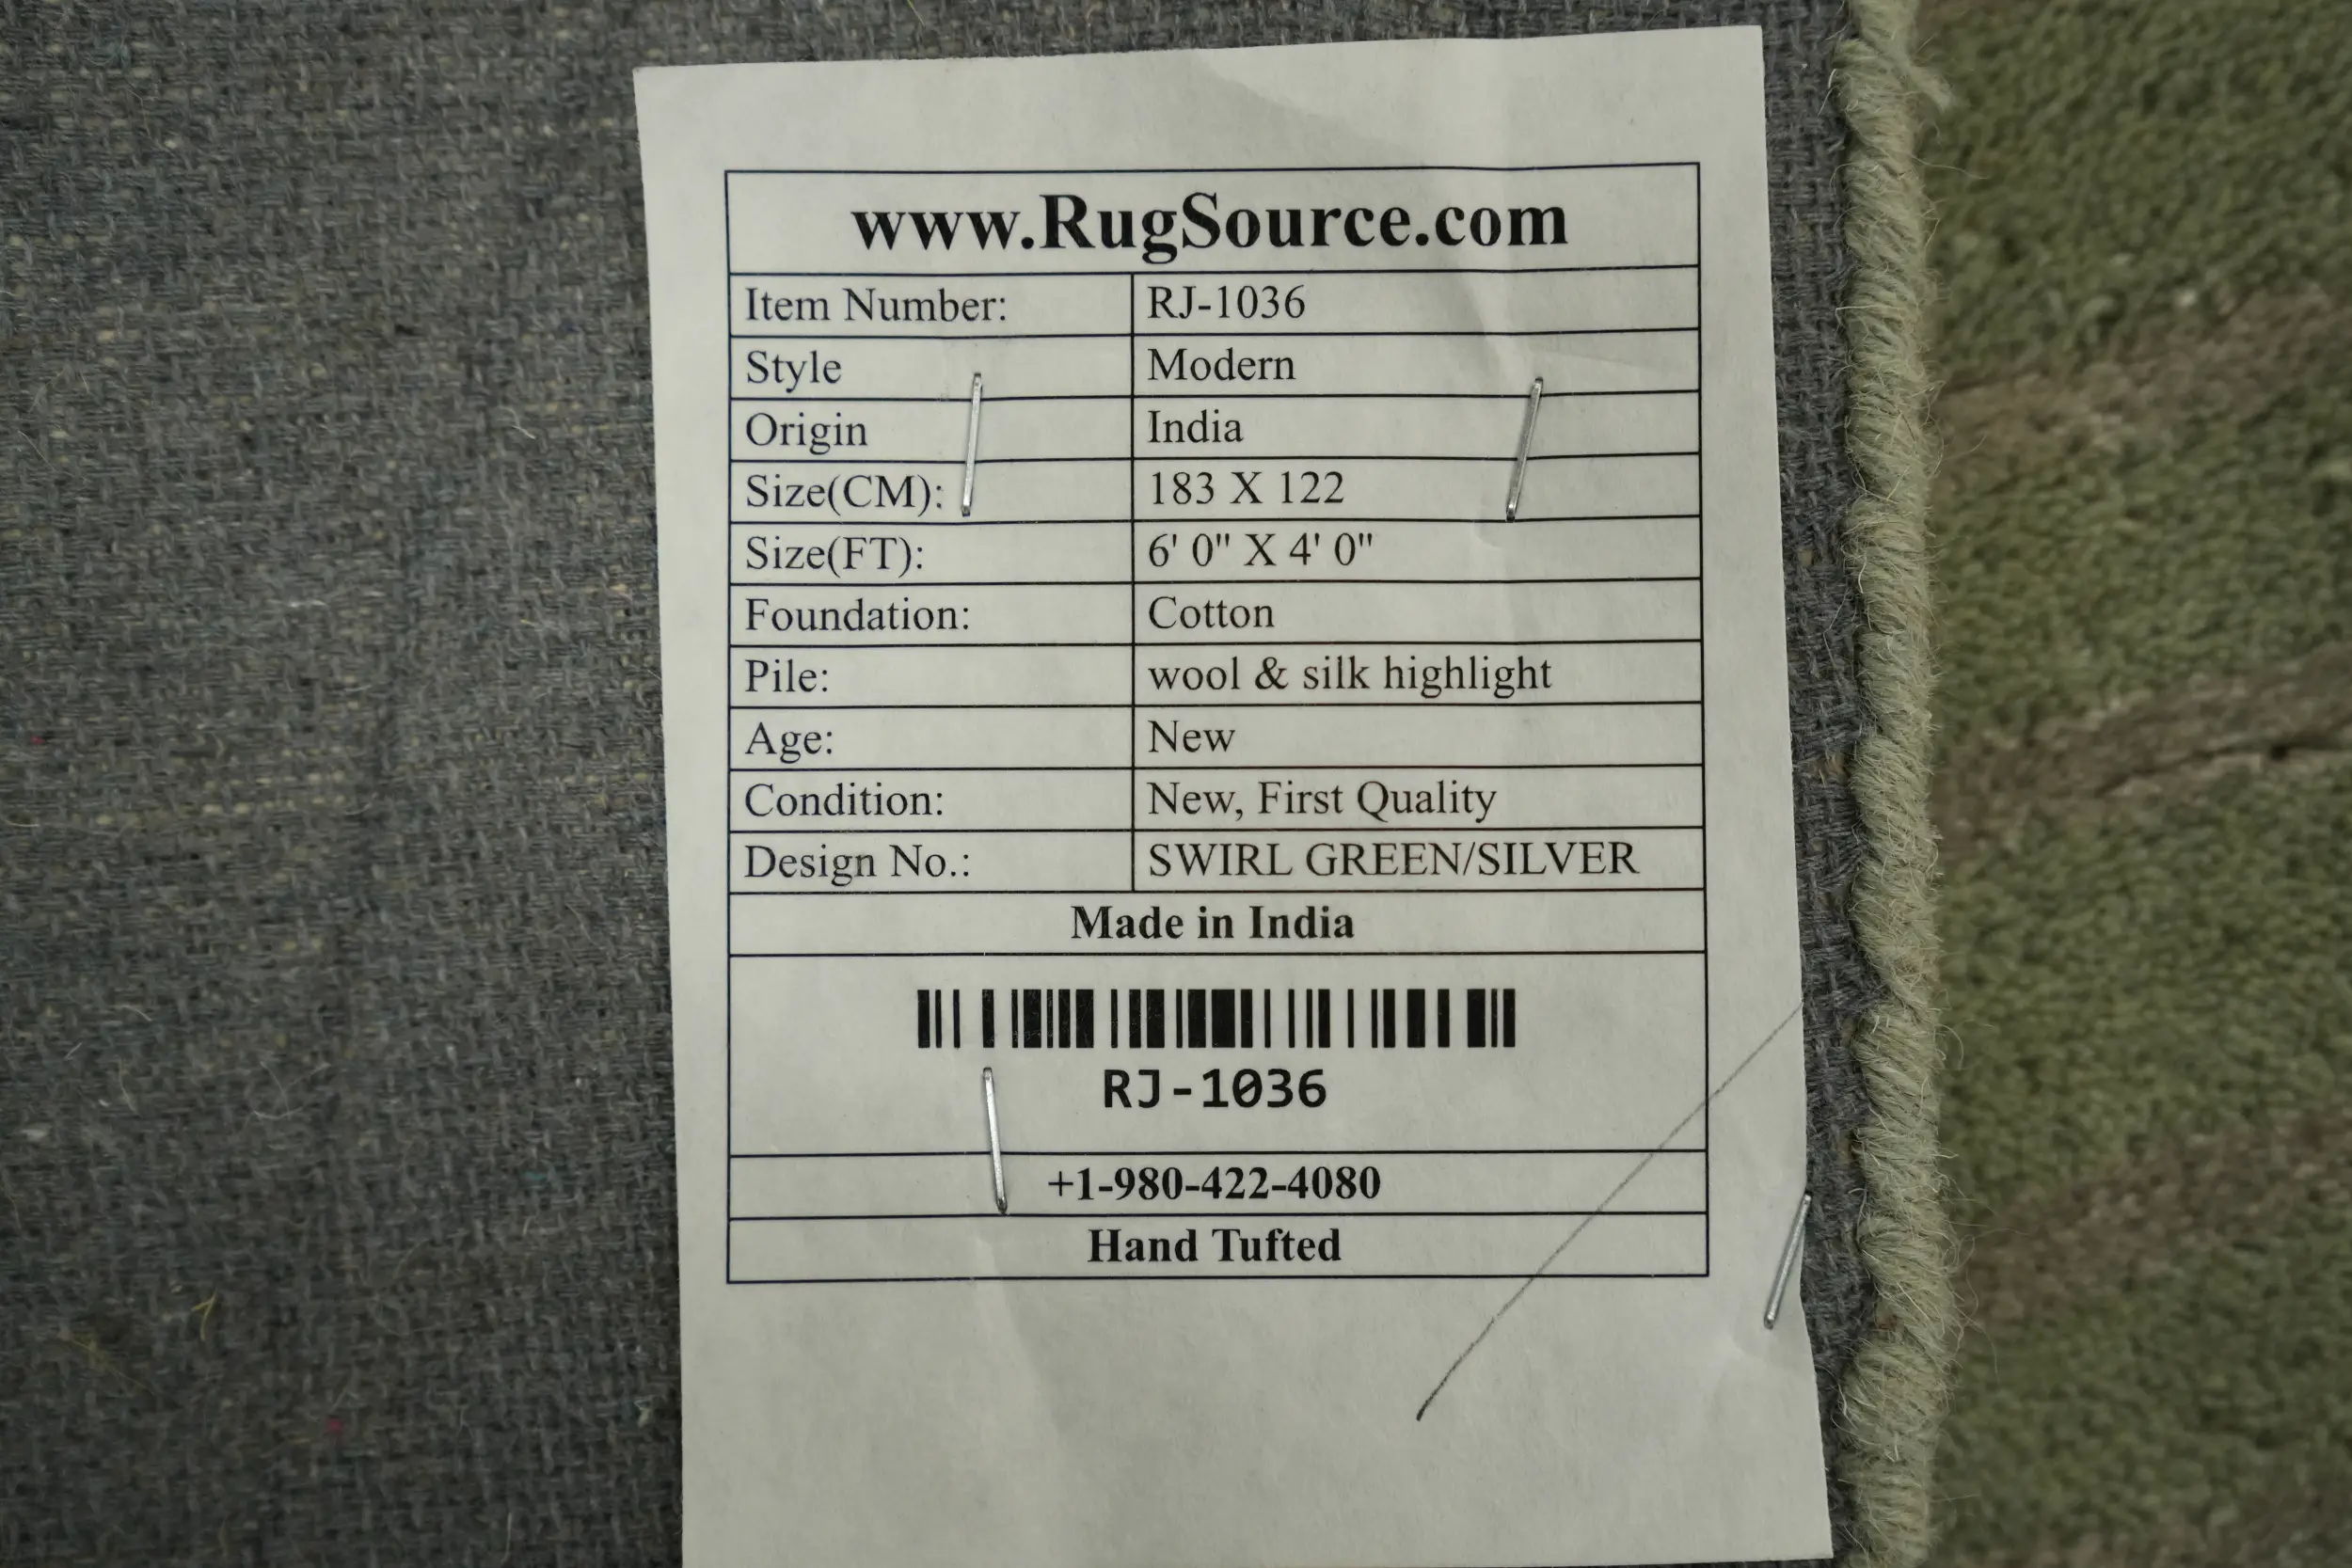 www.RugSource.com
Item Number: RJ-1036
Style Modern
Origin India
Size(CM): 183 X 122
Size(FT): 6' 0" X 4' 0"
Foundation: Cotton
Pile: wool & silk highlight
Age: New
Condition: New, First Quality
Design No.: SWIRL GREEN/SILVER
Made in India
RJ-1036
+1-980-422-4080
Hand Tufted